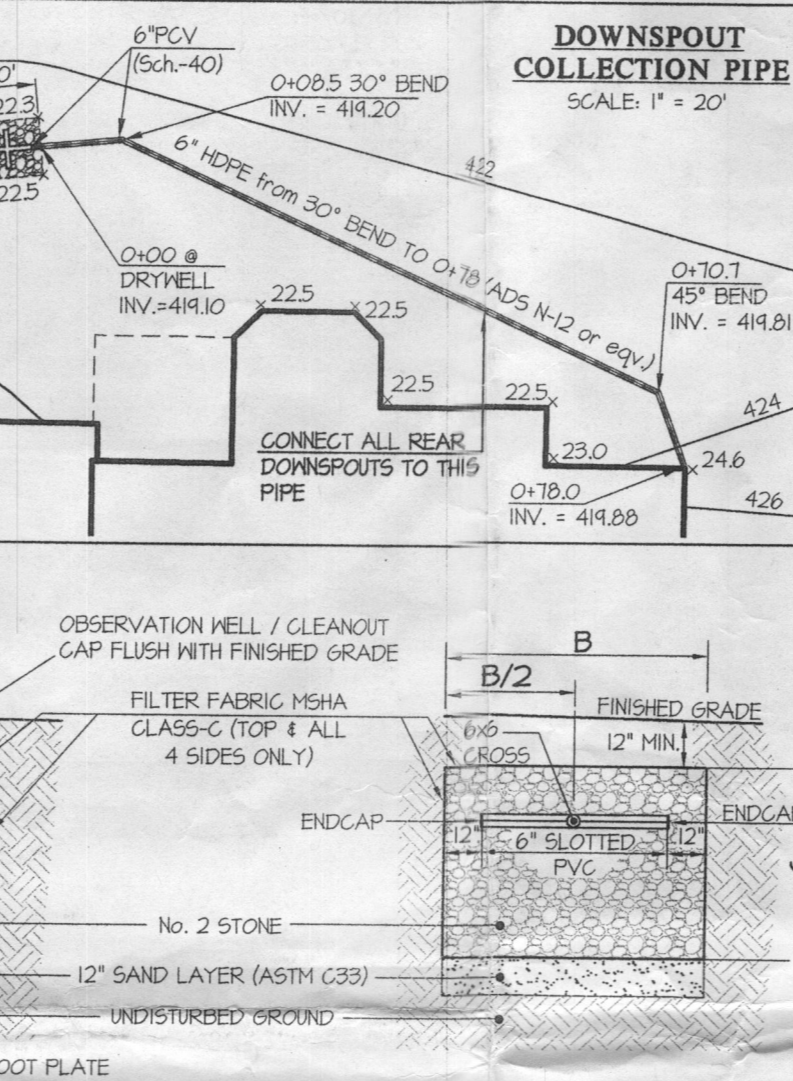 DOWNSPOUT
COLLECTION PIPE
SCALE: 1" = 20'
6"PCV
(Sch.-40)
0'
22.3
22.5
0+08.5 30° BEND
INV. = 419.20
6" HDPE from 30° BEND TO 0+78 (ADS N-12 or eqv.)
422
0+00 @
DRYWELL
INV.=419.10
0+70.7
45° BEND
INV. = 419.81
22.5
22.5
22.5
22.5
424
CONNECT ALL REAR
DOWNSPOUTS TO THIS
PIPE
23.0
24.6
0+78.0
INV. = 419.88
426
OBSERVATION WELL / CLEANOUT
CAP FLUSH WITH FINISHED GRADE
B
B/2
FILTER FABRIC MSHA
CLASS-C (TOP & ALL
4 SIDES ONLY)
FINISHED GRADE
6x6
CROSS
12" MIN.
ENDCAP
ENDCAP
12"
6" SLOTTED
PVC
12"
No. 2 STONE
12" SAND LAYER (ASTM C33)
UNDISTURBED GROUND
OOT PLATE